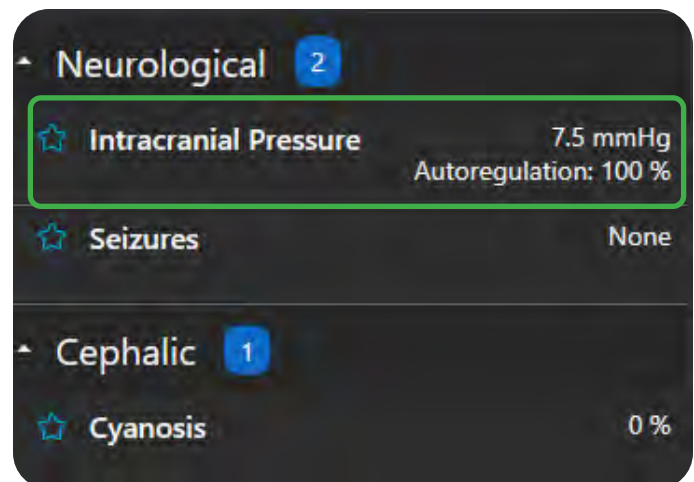 Neurological 2
Intracranial Pressure 7.5 mmHg
Autoregulation: 100 %
Seizures None
Cephalic 1
Cyanosis 0 %